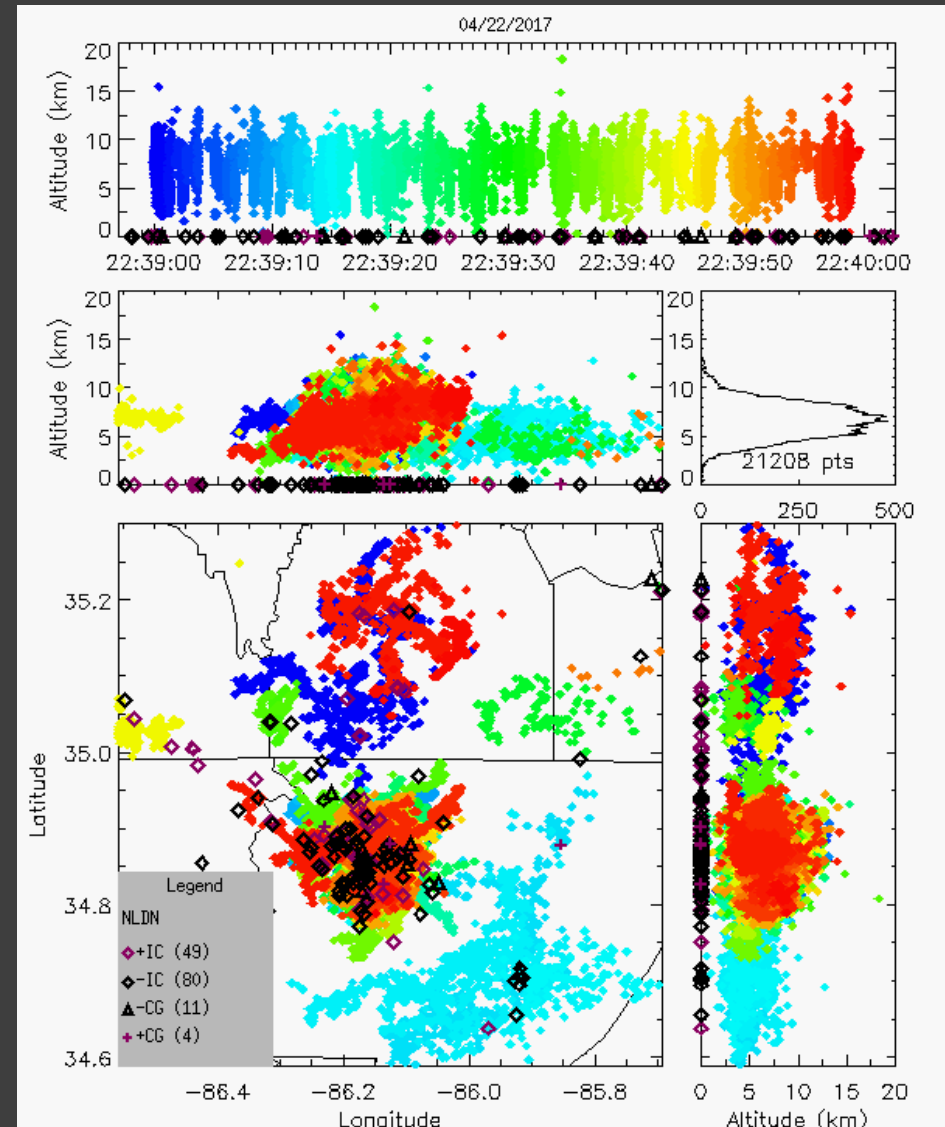 04/22/2017
20
15
10
5
0
Altitude (km)
22:39:00 22:39:10 22:39:20 22:39:30 22:39:40 22:39:50 22:40:00
20
15
10
5
0
Altitude (km)
20
15
10
5
0
21208 pts
0 250 500
35.2
35.0
34.8
34.6
Latitude
Legend
NLDN
+IC (49)
-IC (80)
-CG (11)
+CG (4)
-86.4 -86.2 -86.0 -85.8
Longitude
0 5 10 15 20
Altitude (km)